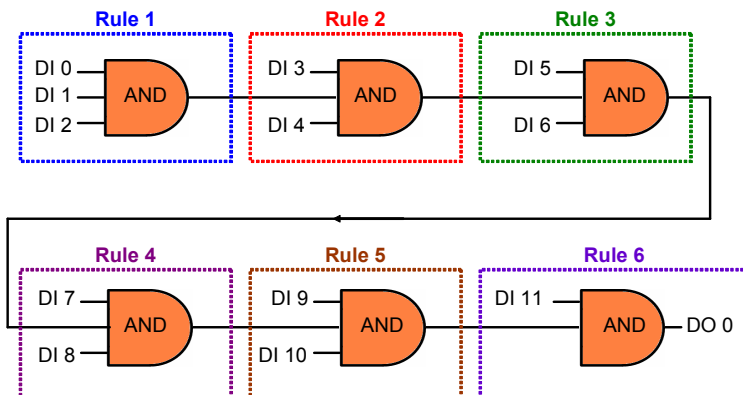 Rule 1
Rule 2
Rule 3
DI 0
DI 1
DI 2
AND
DI 3
DI 4
AND
DI 5
DI 6
AND
Rule 4
Rule 5
Rule 6
DI 7
DI 8
AND
DI 9
DI 10
AND
DI 11
AND
DO 0